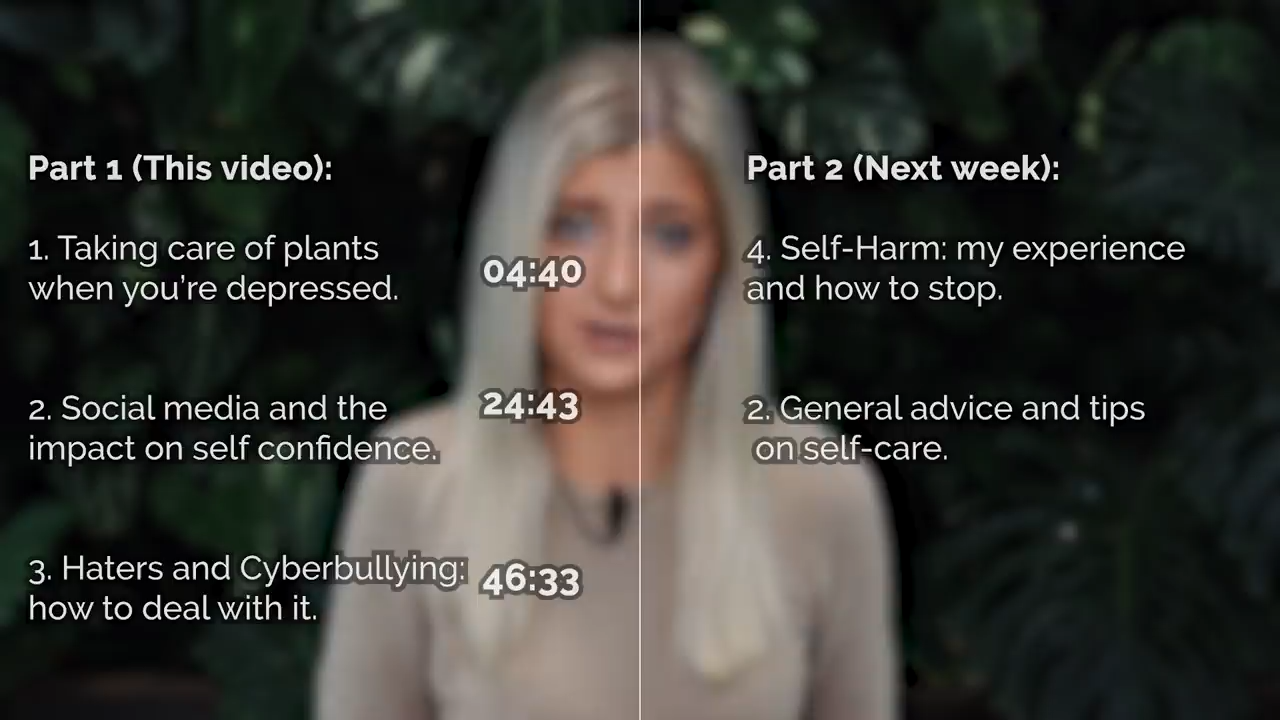 Part 1 (This video):
1. Taking care of plants
when you're depressed.
04:40
2. Social media and the
impact on self confidence.
24:43
3. Haters and Cyberbullying:
how to deal with it.
46:33
Part 2 (Next week):
4. Self-Harm: my experience
and how to stop.
2. General advice and tips
on self-care.